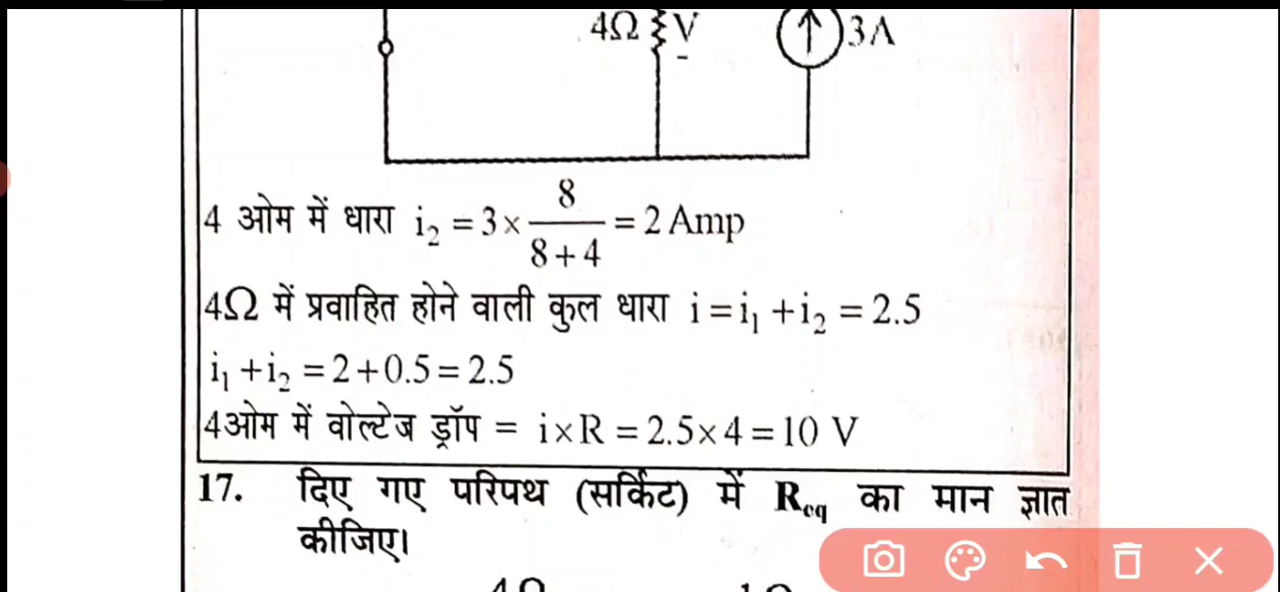 4Ω V 3A
-
4 ओम में धारा i₂ = 3 × 8/(8+4) = 2 Amp
4Ω में प्रवाहित होने वाली कुल धारा i = i₁ + i₂ = 2.5
i₁ + i₂ = 2 + 0.5 = 2.5
4ओम में वोल्टेज ड्रॉप = i × R = 2.5 × 4 = 10 V
17. दिए गए परिपथ (सर्किट) में Req का मान ज्ञात
कीजिए।